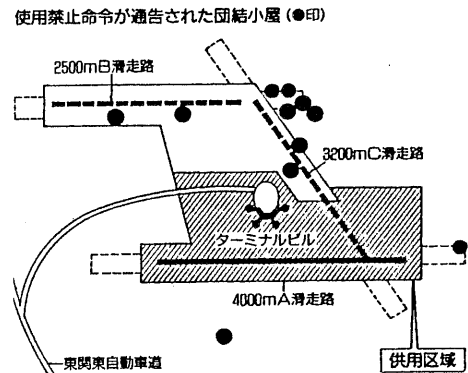 使用禁止命令が通告された団結小屋(●印)
2500mB滑走路
3200mC滑走路
ターミナルビル
4000mA滑走路
東関東自動車道
供用区域